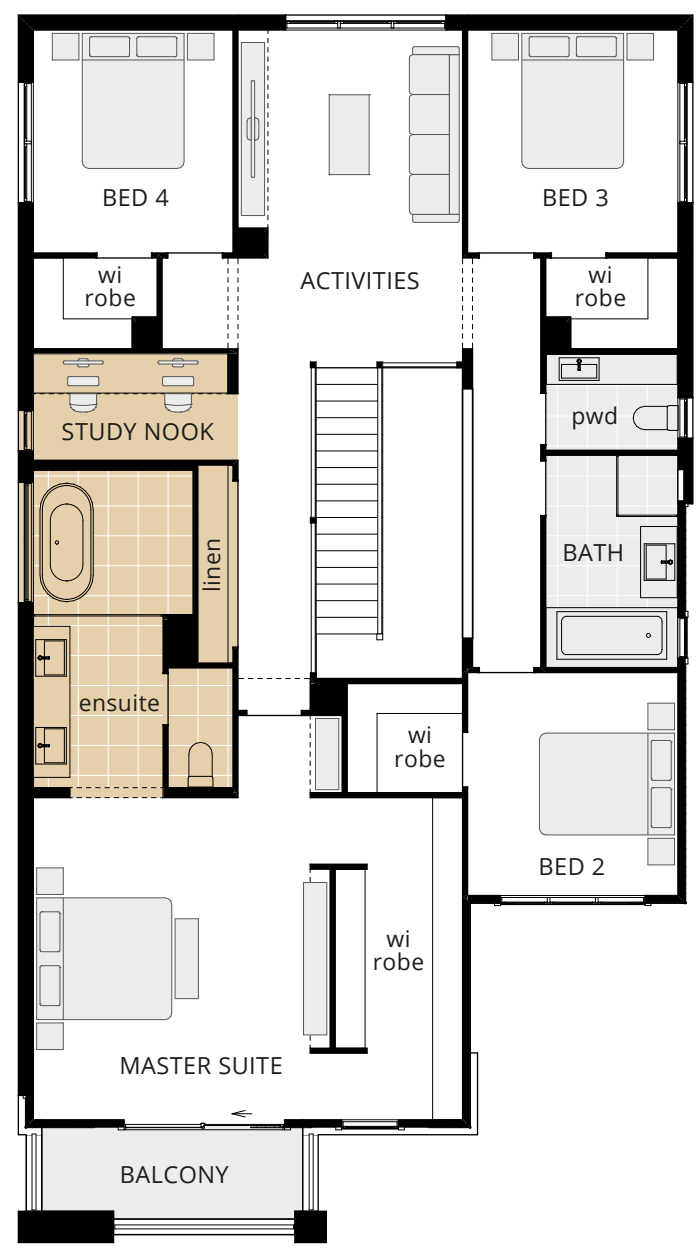 BED 4
BED 3
wi
robe
ACTIVITIES
wi
robe
STUDY NOOK
pwd
linen
BATH
ensuite
wi
robe
BED 2
wi
robe
MASTER SUITE
BALCONY